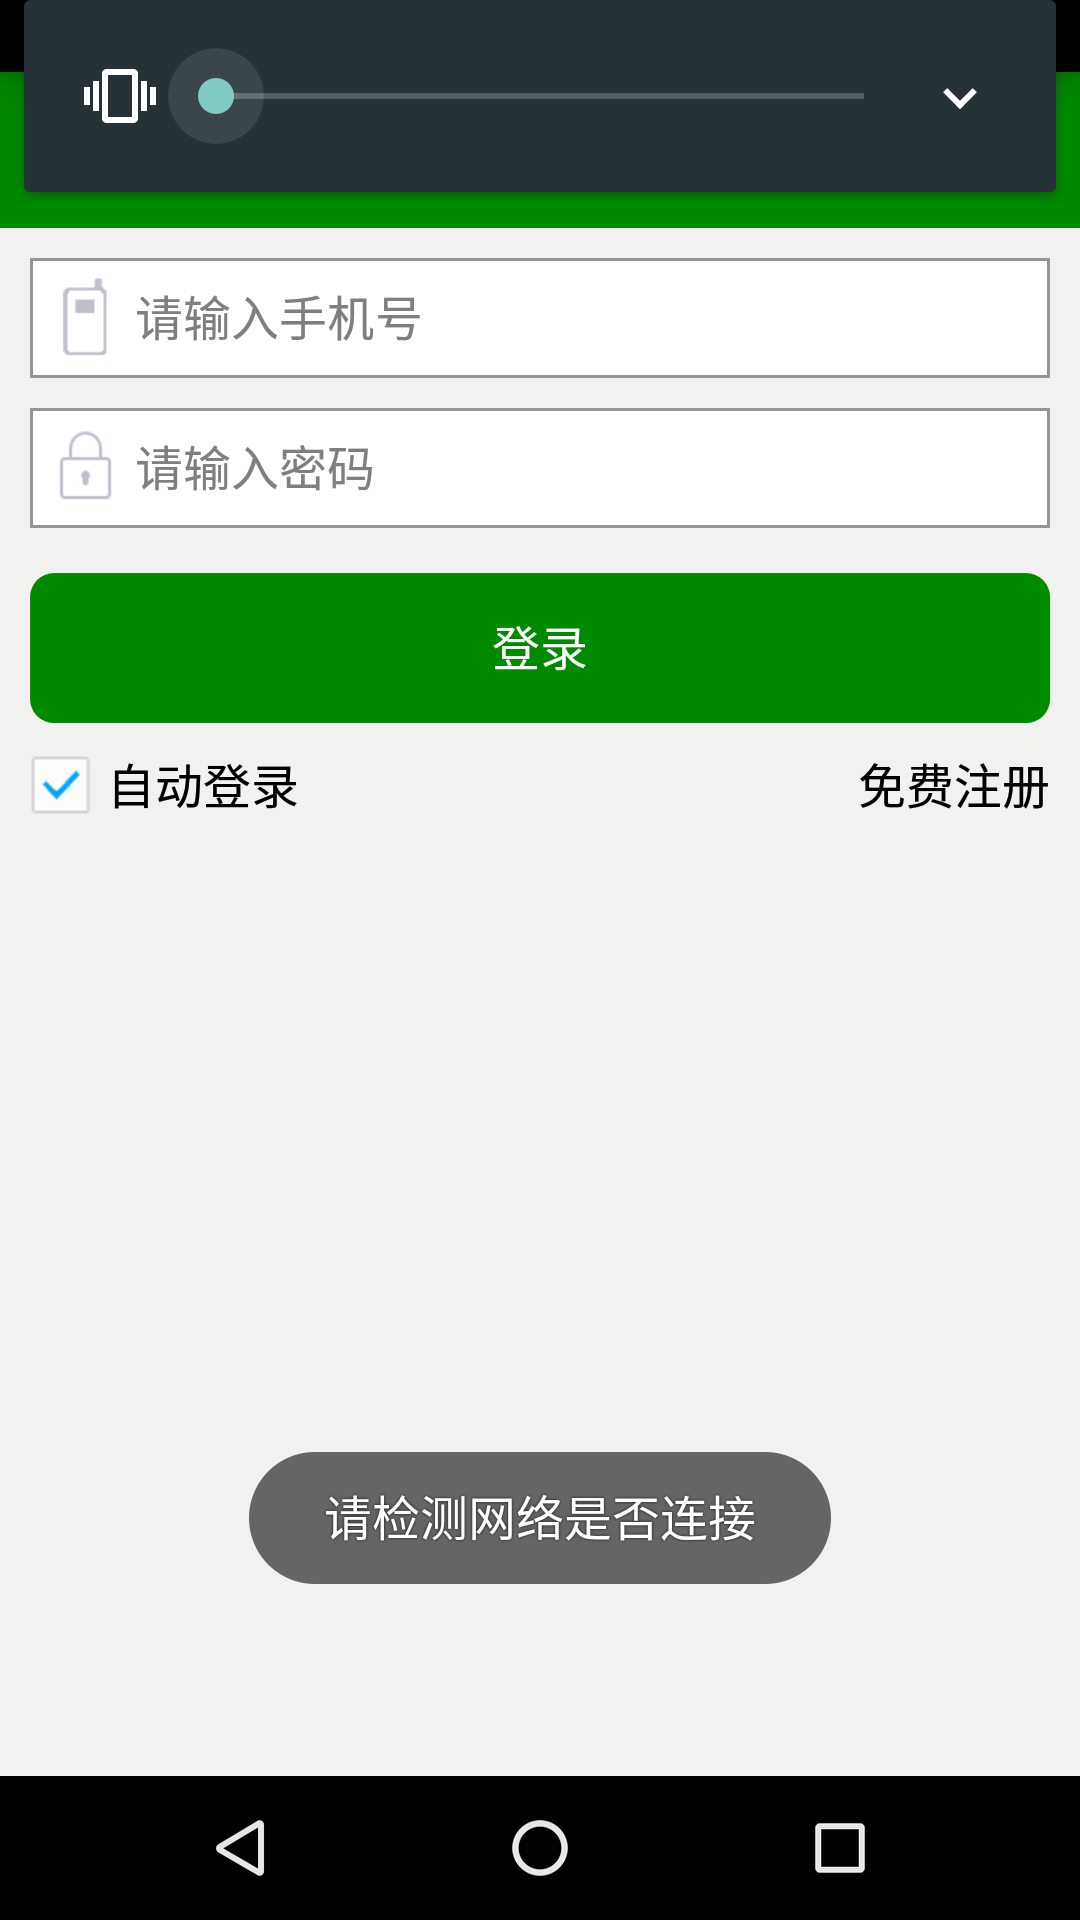 请输入手机号
请输入密码
登录
自动登录
免费注册
请检测网络是否连接